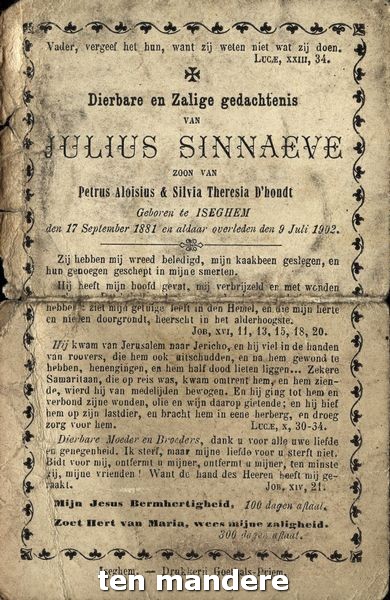 Vader, vergeef het hun, want zij weten niet wat zij doen.
LUCÆ, XXIII, 34.
Dierbare en Zalige gedachtenis
VAN
JULIUS SINNAEVE
ZOON VAN
Petrus Aloisius & Silvia Theresia D'hondt
Geboren te ISEGHEM
den 17 September 1881 en aldaar overleden den 9 Juli 1902.
Zij hebben mij wreed beledigd, mijn kaakbeen geslegen, en
hun genoegen geschept in mijne smerten.
Hij heeft mijn hoofd gevat, mij verbrijzeld en met wonden
hebbe: ziet mijn getuige leeft in den Hemel, en die mijn herte
en nieren doorgrondt, heerscht in het alderhoogste.
JOB, XVI, 11, 13, 15, 18, 20.
Hij kwam van Jerusalem naar Jericho, en hij viel in de handen
van roovers, die hem ook uitschudden, en na hem gewond te
hebben, henengingen, en hem half dood lieten liggen... Zekere
Samaritaan, die op reis was, kwam omtrent hem, en hem zien-
de, wierd hij van medelijden bewogen. En hij ging tot hem en
verbond zijne wonden, olie en wijn daarop gietende; en hij hief
hem op zijn lastdier, en bracht hem in eene herberg, en droeg
zorg voor hem. LUCÆ, X, 30-34.
Dierbare Moeder en Broeders, dank u voor alle uwe liefde
en genegenheid. Ik sterf, maar mijne liefde voor u sterft niet.
Bidt voor mij, ontfermt u mijner, ontfermt u mijner, ten minste
zij, mijne vrienden! Want de hand des Heeren heeft mij ge-
raakt. JOB, XIV, 21.
Mijn Jesus Bermhertigheid, 100 dagen aflaat.
Zoet Hert van Maria, wees mijne zaligheid.
300 dagen aflaat.
Iseghem. — Drukkerij Goethals-Priem.
ten mandere